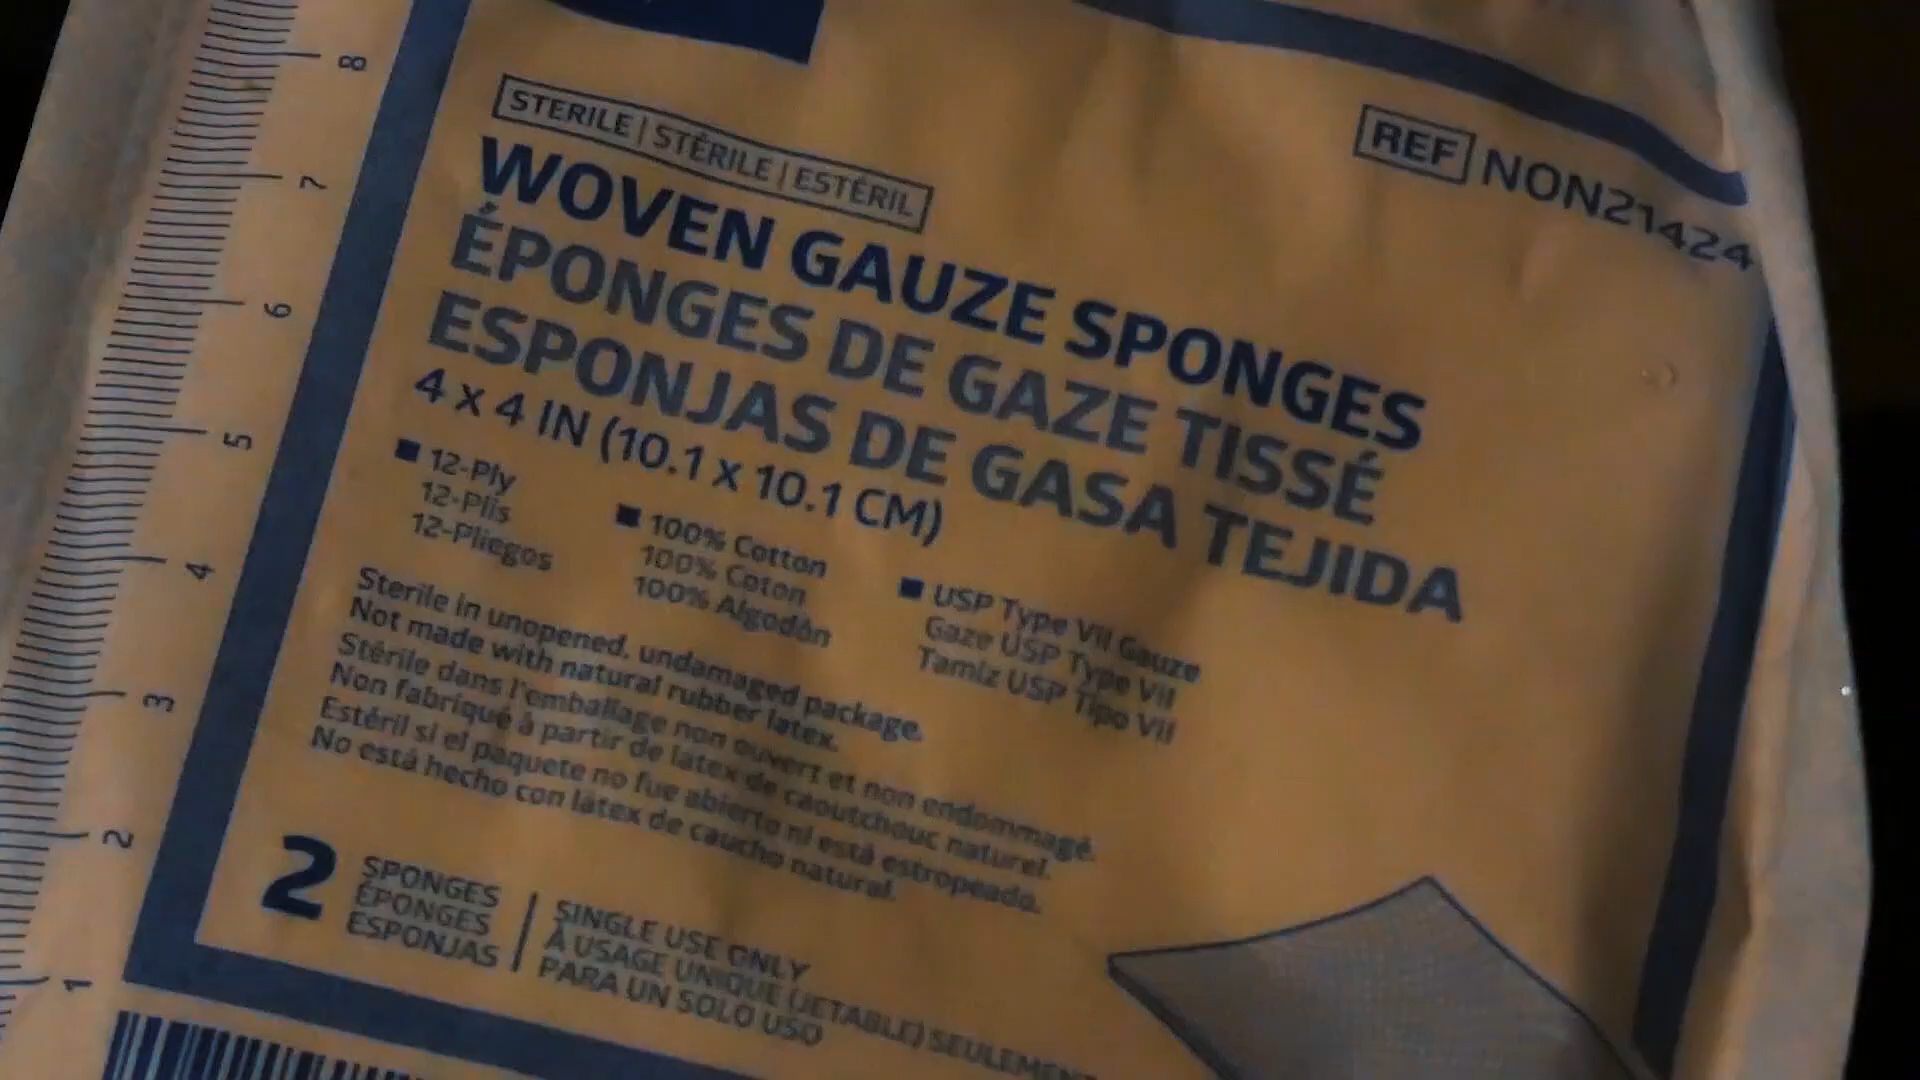 STERILE | STÉRILE | ESTÉRIL
REF NON21424
WOVEN GAUZE SPONGES
ÉPONGES DE GAZE TISSÉ
ESPONJAS DE GASA TEJIDA
4 x 4 IN (10.1 x 10.1 CM)
12-Ply
12-Plis
12-Pliegos
100% Cotton
100% Coton
100% Algodón
USP Type VII Gauze
Gaze USP Type VII
Tamiz USP Tipo VII
Sterile in unopened, undamaged package.
Not made with natural rubber latex.
Stérile dans l'emballage non ouvert et non endommagé.
Non fabriqué à partir de latex de caoutchouc naturel.
Estéril si el paquete no fue abierto ni está estropeado.
No está hecho con látex de caucho natural.
2
SPONGES
ÉPONGES
ESPONJAS
SINGLE USE ONLY
À USAGE UNIQUE (JETABLE) SEULEMENT
PARA UN SOLO USO
8
7
6
5
4
3
2
1